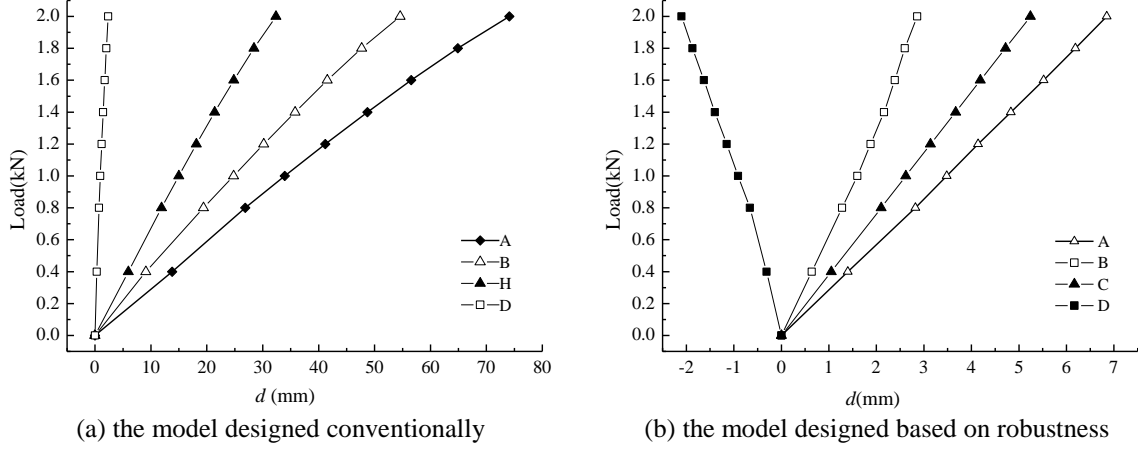 2.0
1.8
1.6
1.4
1.2
1.0
0.8
0.6
0.4
0.2
0.0
Load(kN)
A
B
H
D
0 10 20 30 40 50 60 70 80
d (mm)
(a) the model designed conventionally
2.0
1.8
1.6
1.4
1.2
1.0
0.8
0.6
0.4
0.2
0.0
Load(kN)
A
B
C
D
-2 -1 0 1 2 3 4 5 6 7
d(mm)
(b) the model designed based on robustness